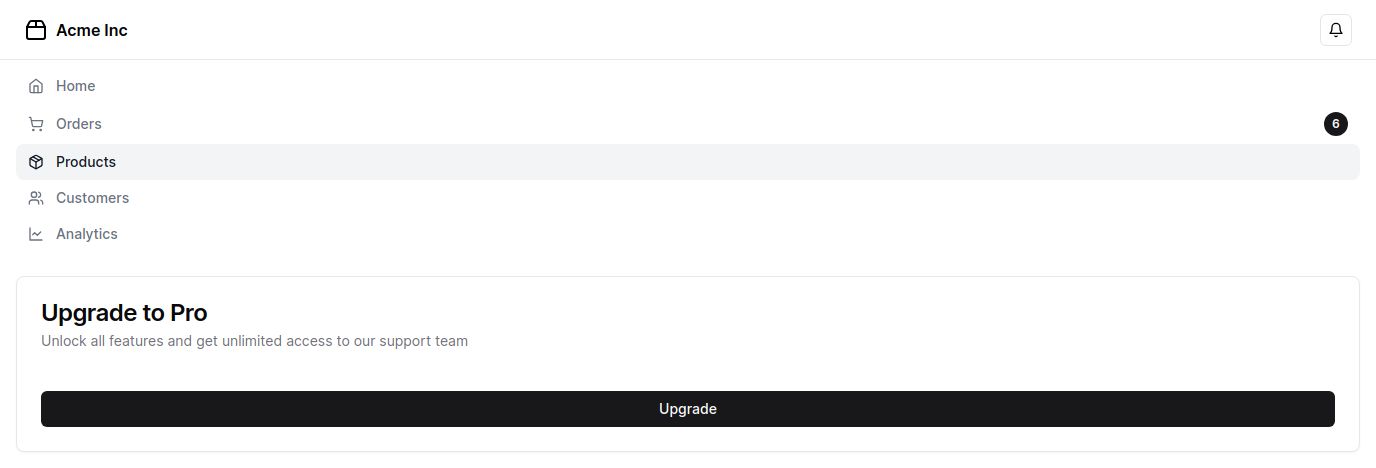 Acme Inc
Home
Orders 6
Products
Customers
Analytics
Upgrade to Pro
Unlock all features and get unlimited access to our support team
Upgrade